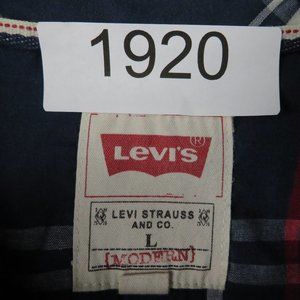 1920
LEVI'S®
LEVI STRAUSS
AND CO.
L
[MODERN]